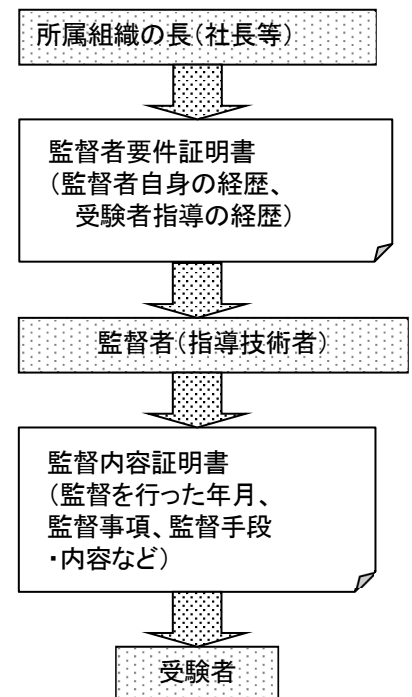 所属組織の長(社長等)
監督者要件証明書
(監督者自身の経歴、
受験者指導の経歴)
監督者(指導技術者)
監督内容証明書
(監督を行った年月、
監督事項、監督手段
・内容など)
受験者